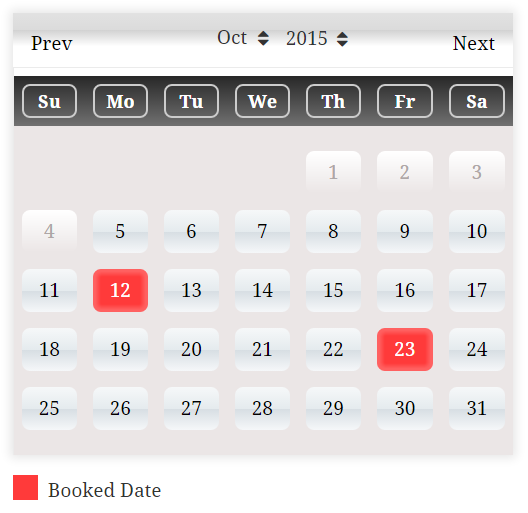 Prev Oct 2015 Next
Su Mo Tu We Th Fr Sa
1 2 3
4 5 6 7 8 9 10
11 12 13 14 15 16 17
18 19 20 21 22 23 24
25 26 27 28 29 30 31
Booked Date